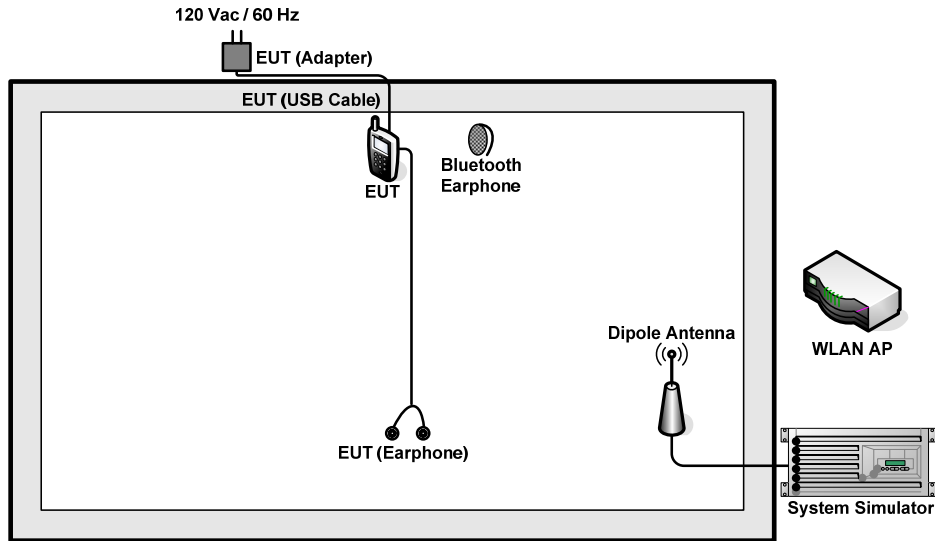 120 Vac / 60 Hz
EUT (Adapter)
EUT (USB Cable)
EUT
Bluetooth
Earphone
Dipole Antenna
WLAN AP
EUT (Earphone)
System Simulator